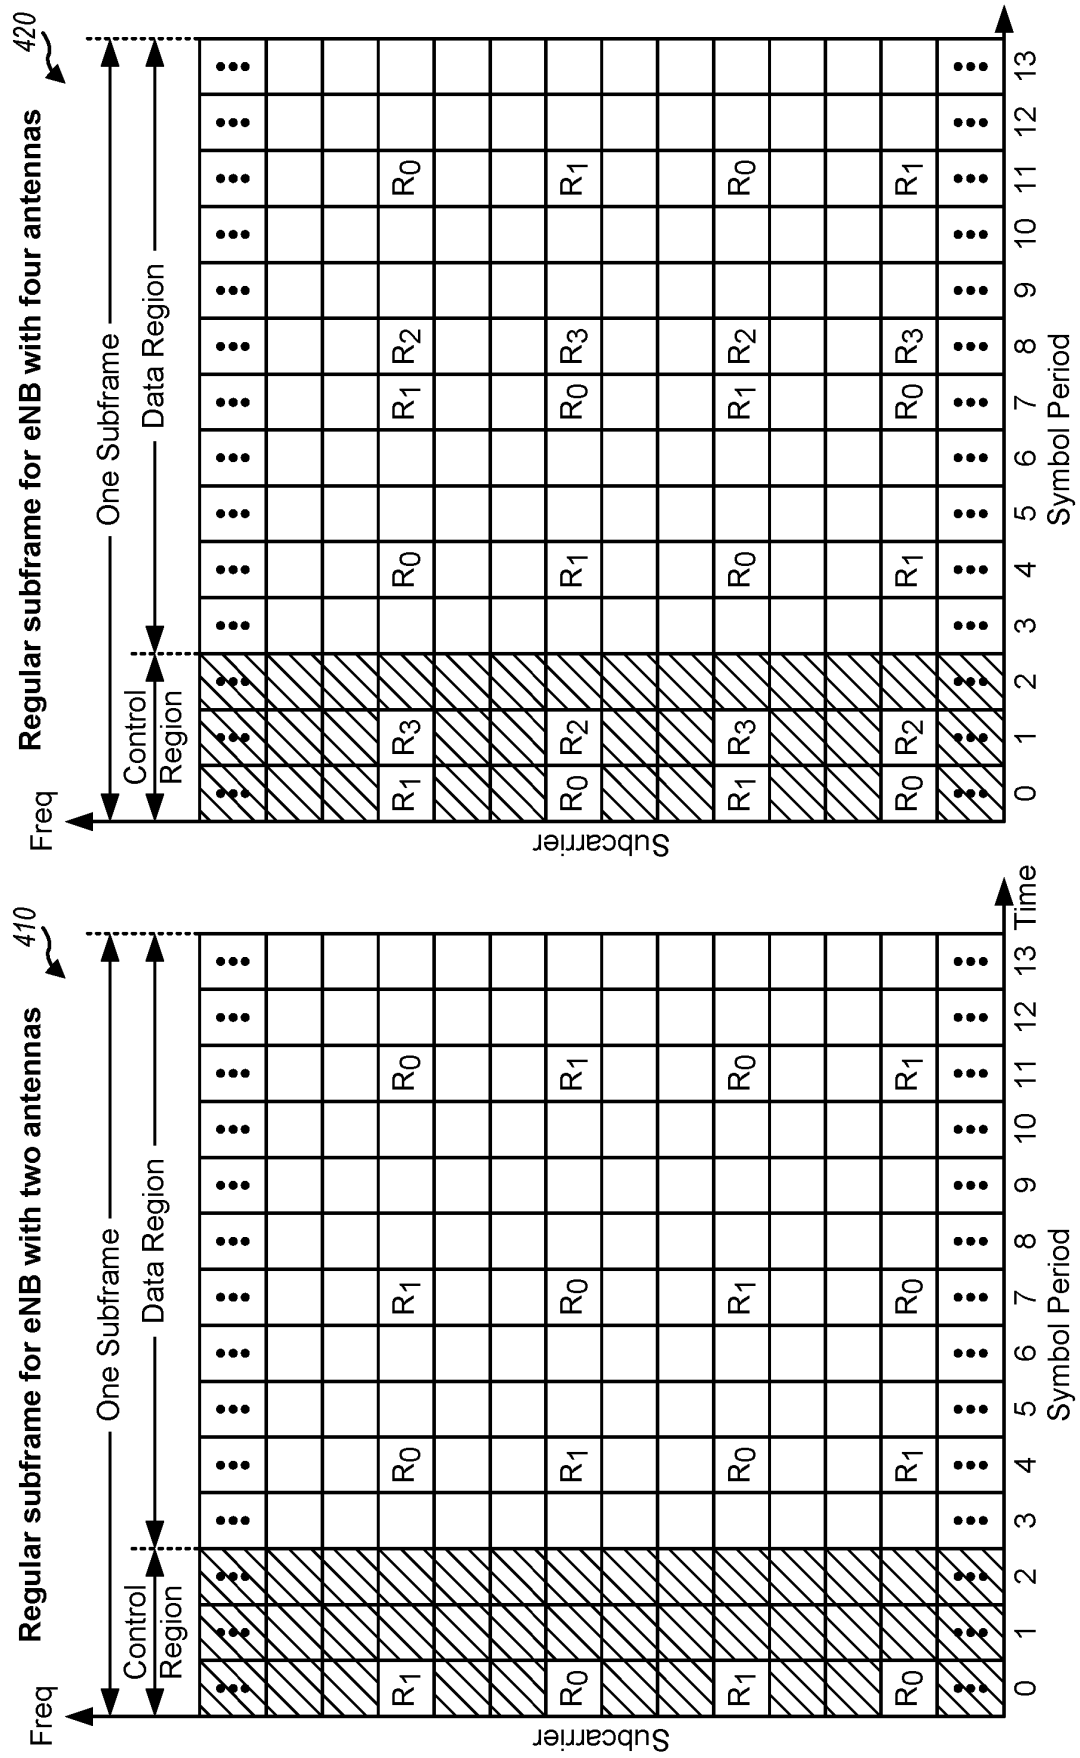 Regular subframe for eNB with two antennas
410
One Subframe
Control
Region
Data Region
Freq
Subcarrier
R1 R0 R1 R0
R0 R1 R0 R1
R1 R0 R1 R0
R0 R1 R0 R1
0 1 2 3 4 5 6 7 8 9 10 11 12 13
Time
Symbol Period
Regular subframe for eNB with four antennas
420
One Subframe
Control
Region
Data Region
Freq
Subcarrier
R1 R3 R0 R1 R2 R0
R0 R2 R1 R0 R3 R1
R1 R3 R0 R1 R2 R0
R0 R2 R1 R0 R3 R1
0 1 2 3 4 5 6 7 8 9 10 11 12 13
Symbol Period